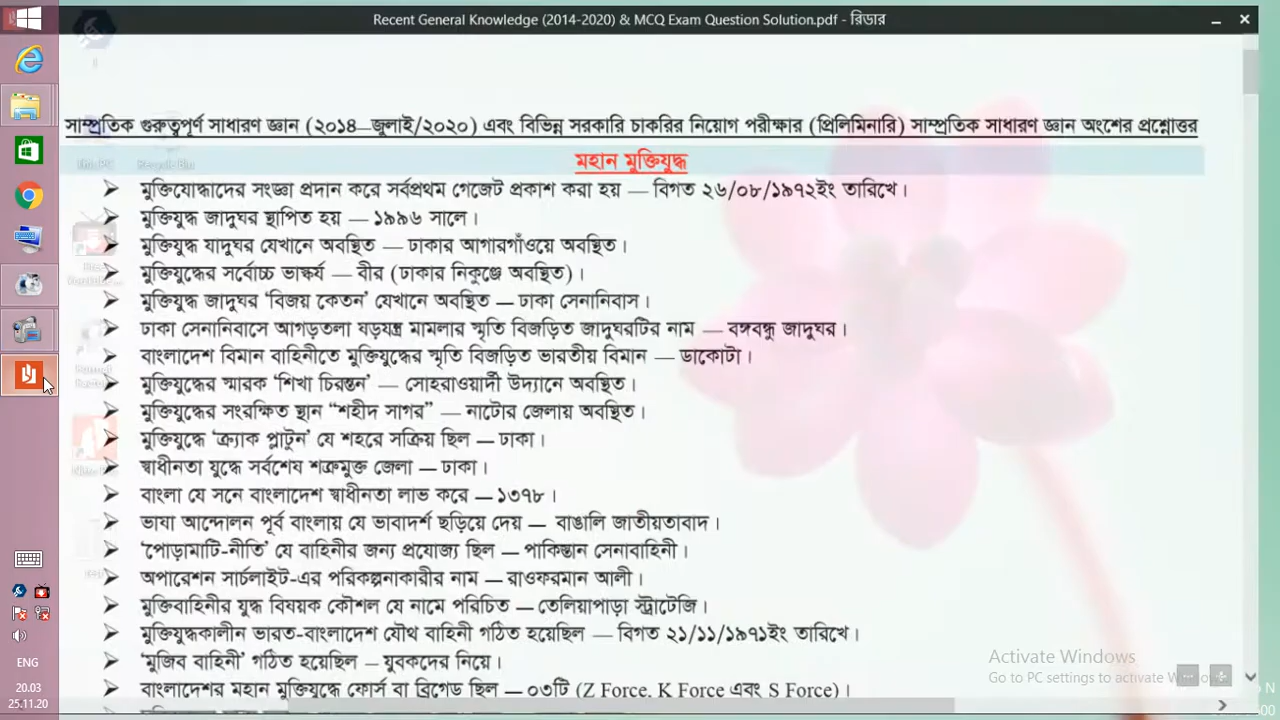 Recent General Knowledge (2014-2020) & MCQ Exam Question Solution.pdf - রিডার
সাম্প্রতিক গুরুত্বপূর্ণ সাধারণ জ্ঞান (২০১৪–জুলাই/২০২০) এবং বিভিন্ন সরকারি চাকরির নিয়োগ পরীক্ষার (প্রিলিমিনারি) সাম্প্রতিক সাধারণ জ্ঞান অংশের প্রশ্নোত্তর
মহান মুক্তিযুদ্ধ
➢ মুক্তিযোদ্ধাদের সংজ্ঞা প্রদান করে সর্বপ্রথম গেজেট প্রকাশ করা হয় — বিগত ২৬/০৮/১৯৭২ইং তারিখে।
➢ মুক্তিযুদ্ধ জাদুঘর স্থাপিত হয় — ১৯৯৬ সালে।
➢ মুক্তিযুদ্ধ যাদুঘর যেখানে অবস্থিত — ঢাকার আগারগাঁওয়ে অবস্থিত।
➢ মুক্তিযুদ্ধের সর্বোচ্চ ভাস্কর্য — বীর (ঢাকার নিকুঞ্জে অবস্থিত)।
➢ মুক্তিযুদ্ধ জাদুঘর ‘বিজয় কেতন’ যেখানে অবস্থিত — ঢাকা সেনানিবাস।
➢ ঢাকা সেনানিবাসে আগড়তলা ষড়যন্ত্র মামলার স্মৃতি বিজড়িত জাদুঘরটির নাম — বঙ্গবন্ধু জাদুঘর।
➢ বাংলাদেশ বিমান বাহিনীতে মুক্তিযুদ্ধের স্মৃতি বিজড়িত ভারতীয় বিমান — ডাকোটা।
➢ মুক্তিযুদ্ধের স্মারক ‘শিখা চিরন্তন’ — সোহরাওয়ার্দী উদ্যানে অবস্থিত।
➢ মুক্তিযুদ্ধের সংরক্ষিত স্থান “শহীদ সাগর” — নাটোর জেলায় অবস্থিত।
➢ মুক্তিযুদ্ধে ‘ক্র্যাক প্লাটুন’ যে শহরে সক্রিয় ছিল — ঢাকা।
➢ স্বাধীনতা যুদ্ধে সর্বশেষ শত্রুমুক্ত জেলা — ঢাকা।
➢ বাংলা যে সনে বাংলাদেশ স্বাধীনতা লাভ করে — ১৩৭৮।
➢ ভাষা আন্দোলন পূর্ব বাংলায় যে ভাবাদর্শ ছড়িয়ে দেয় — বাঙালি জাতীয়তাবাদ।
➢ ‘পোড়ামাটি-নীতি’ যে বাহিনীর জন্য প্রযোজ্য ছিল — পাকিস্তান সেনাবাহিনী।
➢ অপারেশন সার্চলাইট-এর পরিকল্পনাকারীর নাম — রাওফরমান আলী।
➢ মুক্তিবাহিনীর যুদ্ধ বিষয়ক কৌশল যে নামে পরিচিত — তেলিয়াপাড়া স্ট্রাটেজি।
➢ মুক্তিযুদ্ধকালীন ভারত-বাংলাদেশ যৌথ বাহিনী গঠিত হয়েছিল — বিগত ২১/১১/১৯৭১ইং তারিখে।
➢ ‘মুজিব বাহিনী’ গঠিত হয়েছিল — যুবকদের নিয়ে।
➢ বাংলাদেশর মহান মুক্তিযুদ্ধে ফোর্স বা ব্রিগেড ছিল — ০৩টি (Z Force, K Force এবং S Force)।
Activate Windows
Go to PC settings to activate
ENG
20.03
25.11.20